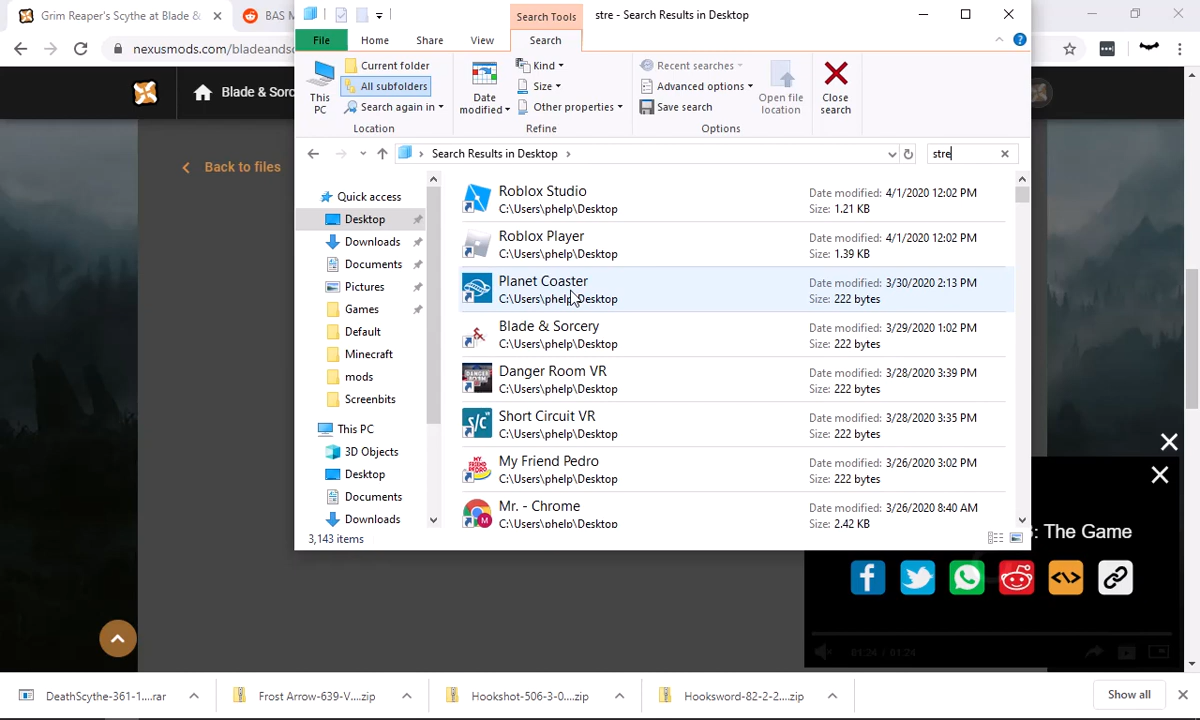 Grim Reaper's Scythe at Blade &
BAS M
nexusmods.com/bladeands
Blade & Sorc
Back to files
Search Tools
stre - Search Results in Desktop
File
Home
Share
View
Search
This PC
Current folder
All subfolders
Search again in
Location
Date modified
Kind
Size
Other properties
Refine
Recent searches
Advanced options
Save search
Open file location
Options
Close search
Search Results in Desktop
stre
Quick access
Desktop
Downloads
Documents
Pictures
Games
Default
Minecraft
mods
Screenbits
This PC
3D Objects
Desktop
Documents
Downloads
Roblox Studio
C:\Users\phelp\Desktop
Date modified: 4/1/2020 12:02 PM
Size: 1.21 KB
Roblox Player
C:\Users\phelp\Desktop
Date modified: 4/1/2020 12:02 PM
Size: 1.39 KB
Planet Coaster
C:\Users\phelp\Desktop
Date modified: 3/30/2020 2:13 PM
Size: 222 bytes
Blade & Sorcery
C:\Users\phelp\Desktop
Date modified: 3/29/2020 1:02 PM
Size: 222 bytes
DANGER ROOM
Danger Room VR
C:\Users\phelp\Desktop
Date modified: 3/28/2020 3:39 PM
Size: 222 bytes
S/C
Short Circuit VR
C:\Users\phelp\Desktop
Date modified: 3/28/2020 3:35 PM
Size: 222 bytes
MY FRIEND PEDRO
My Friend Pedro
C:\Users\phelp\Desktop
Date modified: 3/26/2020 3:02 PM
Size: 222 bytes
M
Mr. - Chrome
C:\Users\phelp\Desktop
Date modified: 3/26/2020 8:40 AM
Size: 2.42 KB
3,143 items
: The Game
01:24 / 01:24
DeathScythe-361-1....rar
Frost Arrow-639-V....zip
Hookshot-506-3-0....zip
Hooksword-82-2-2....zip
Show all